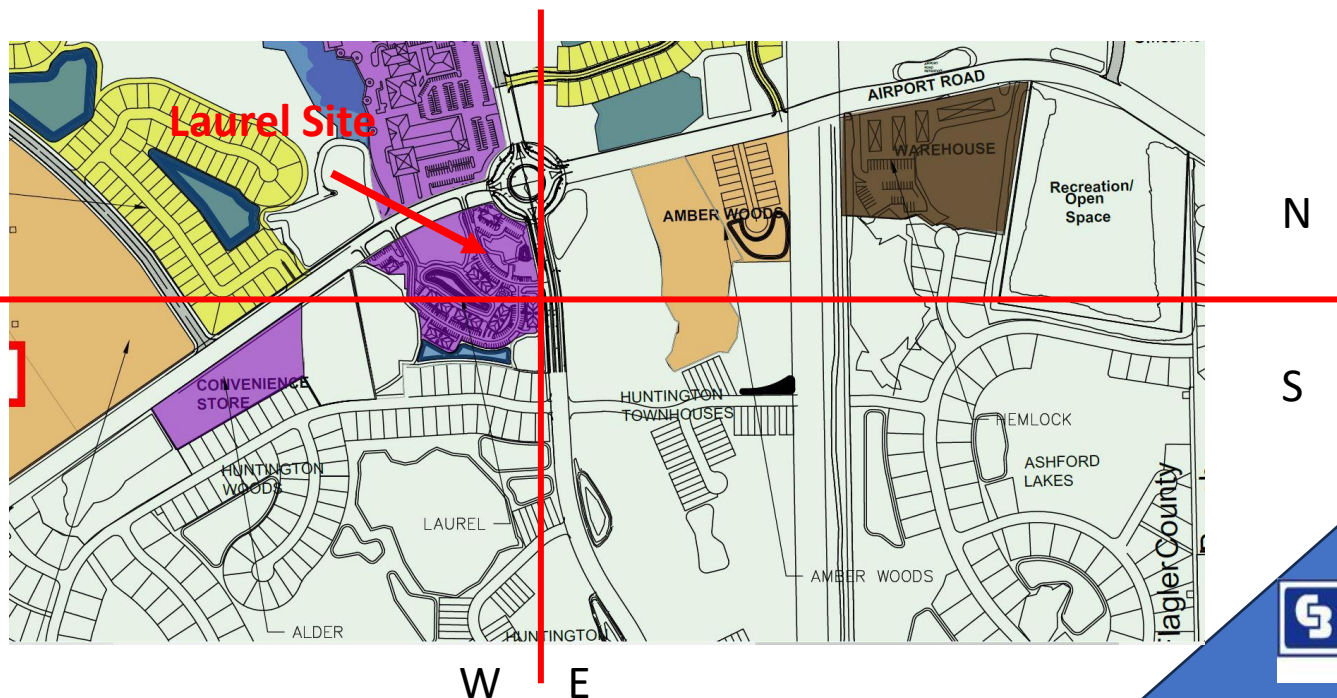 AIRPORT ROAD
Laurel Site
WAREHOUSE
Recreation/
Open
Space
N
AMBER WOODS
CONVENIENCE
STORE
S
HUNTINGTON
TOWNHOUSES
HEMLOCK
HUNTINGTON
WOODS
ASHFORD
LAKES
LAUREL
AMBER WOODS
Flagler County
ALDER
HUNTINGTON
W
E